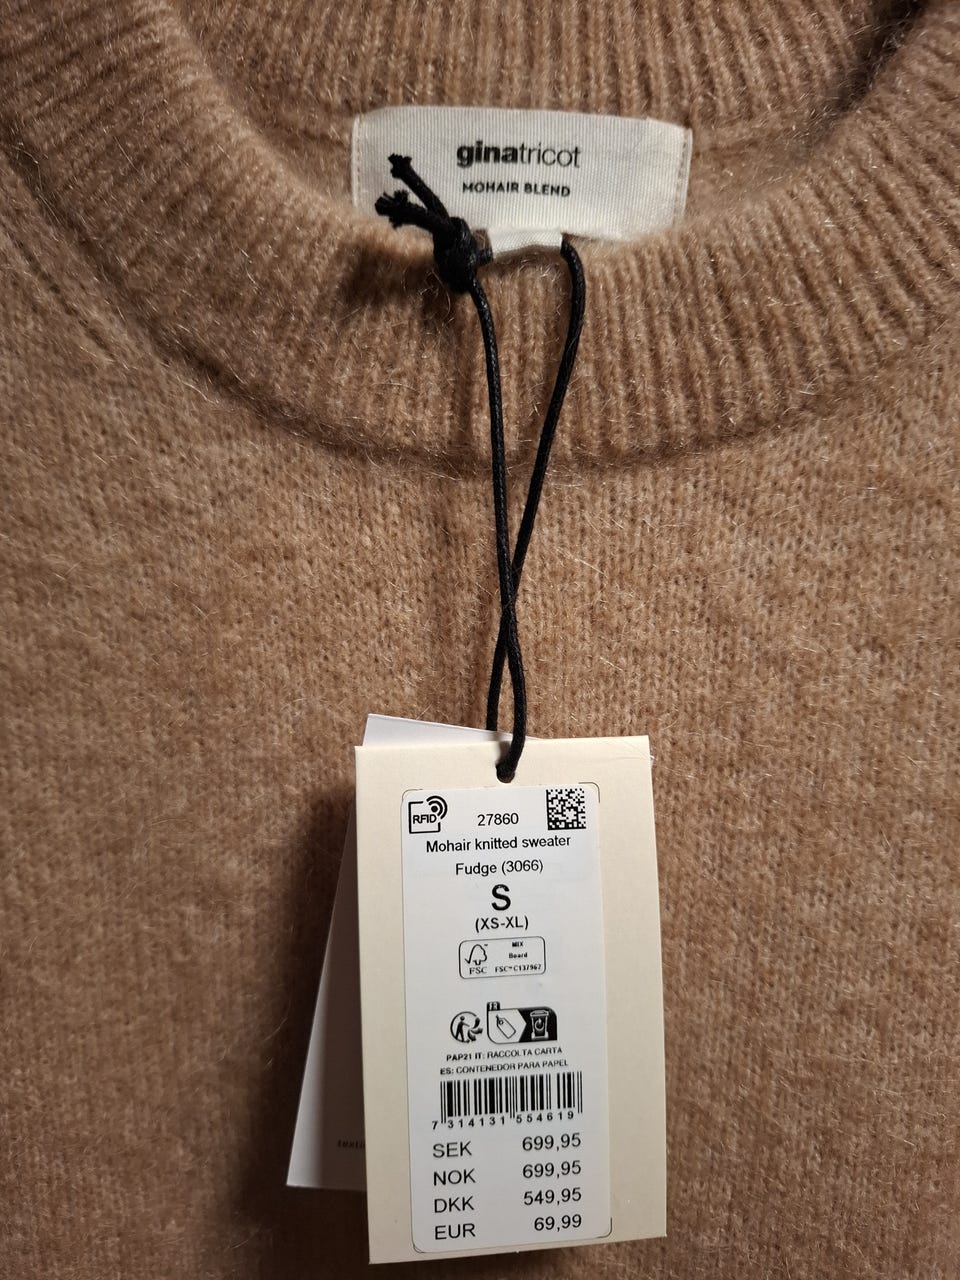 ginatricot
MOHAIR BLEND
RFID
27860
Mohair knitted sweater
Fudge (3066)
S
(XS-XL)
FSC
MIX
Board
FSC™ C137967
FR
PAP21 IT: RACCOLTA CARTA
ES: CONTENEDOR PARA PAPEL
7 314131 554619
SEK 699,95
NOK 699,95
DKK 549,95
EUR 69,99